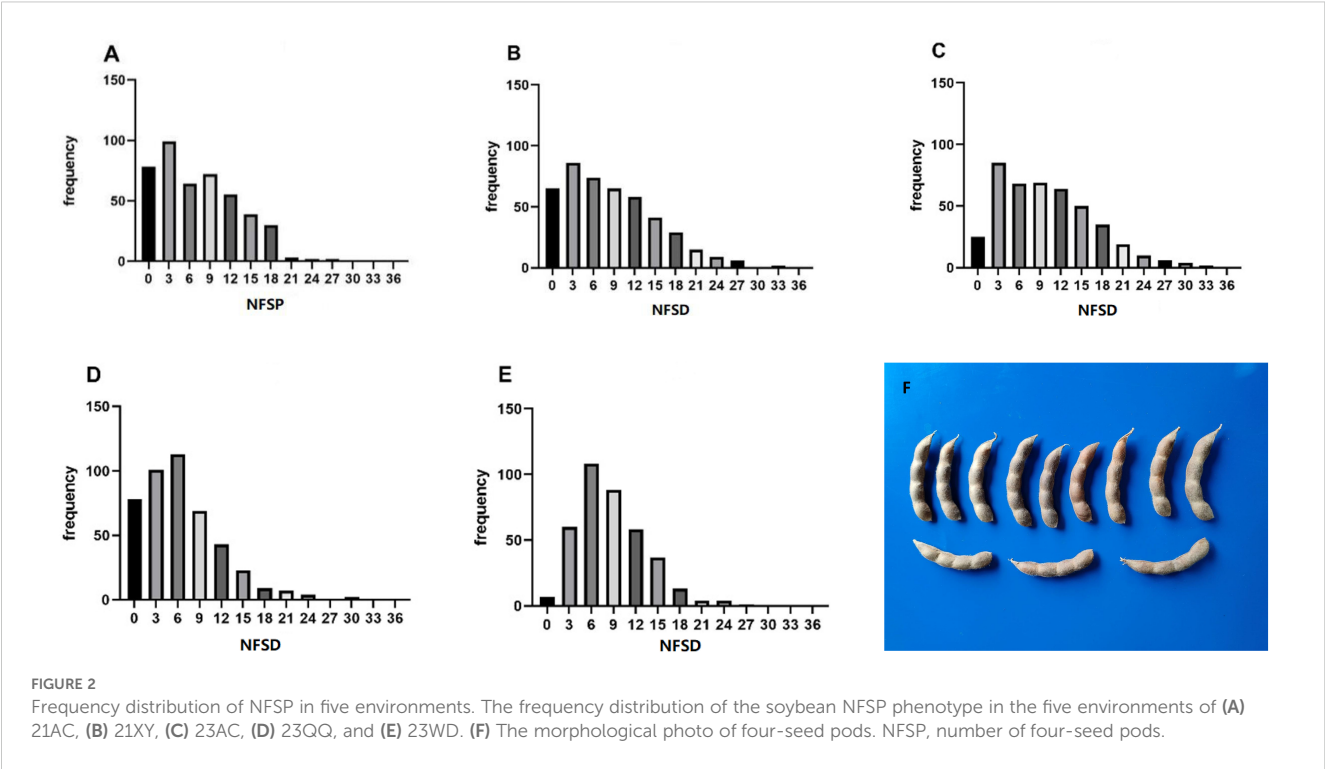 A
150
100
50
0
frequency
0 3 6 9 12 15 18 21 24 27 30 33 36
NFSP
B
150
100
50
0
frequency
0 3 6 9 12 15 18 21 24 27 30 33 36
NFSD
C
150
100
50
0
frequency
0 3 6 9 12 15 18 21 24 27 30 33 36
NFSD
D
150
100
50
0
frequency
0 3 6 9 12 15 18 21 24 27 30 33 36
NFSD
E
150
100
50
0
frequency
0 3 6 9 12 15 18 21 24 27 30 33 36
NFSD
F
FIGURE 2
Frequency distribution of NFSP in five environments. The frequency distribution of the soybean NFSP phenotype in the five environments of (A)
21AC, (B) 21XY, (C) 23AC, (D) 23QQ, and (E) 23WD. (F) The morphological photo of four-seed pods. NFSP, number of four-seed pods.